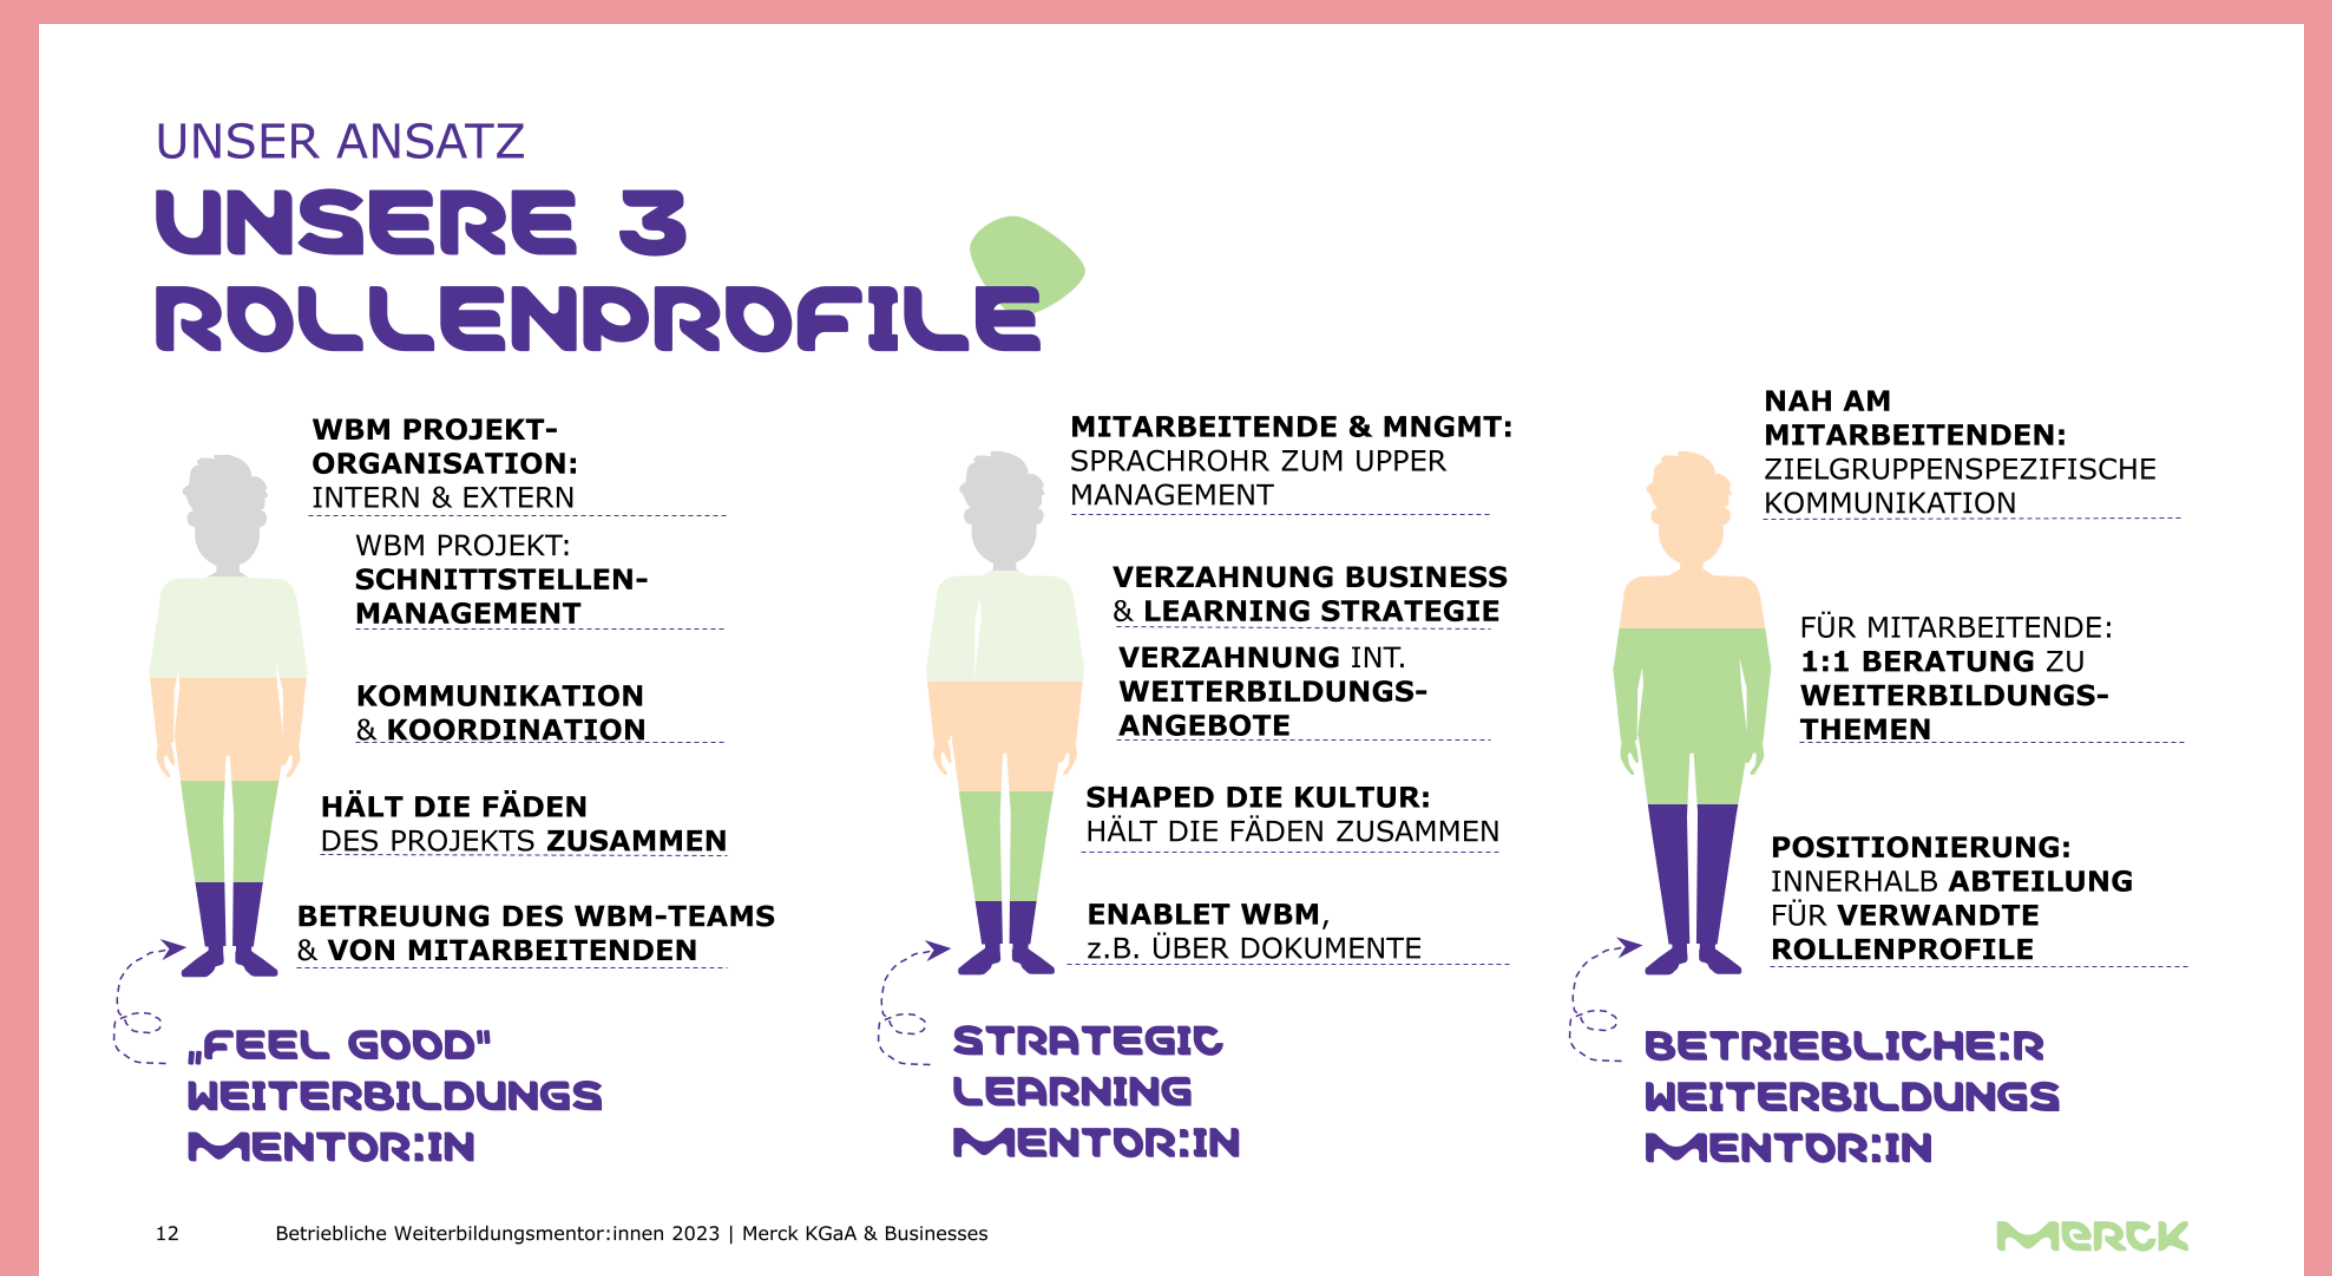 UNSER ANSATZ
UNSERE 3
ROLLENPROFILE
WBM PROJEKT-
ORGANISATION:
INTERN & EXTERN
WBM PROJEKT:
SCHNITTSTELLEN-
MANAGEMENT
KOMMUNIKATION
& KOORDINATION
HÄLT DIE FÄDEN
DES PROJEKTS ZUSAMMEN
BETREUUNG DES WBM-TEAMS
& VON MITARBEITENDEN
„FEEL GOOD"
WEITERBILDUNGS
MENTOR:IN
MITARBEITENDE & MNGMT:
SPRACHROHR ZUM UPPER
MANAGEMENT
VERZAHNUNG BUSINESS
& LEARNING STRATEGIE
VERZAHNUNG INT.
WEITERBILDUNGS-
ANGEBOTE
SHAPED DIE KULTUR:
HÄLT DIE FÄDEN ZUSAMMEN
ENABLET WBM,
z.B. ÜBER DOKUMENTE
STRATEGIC
LEARNING
MENTOR:IN
NAH AM
MITARBEITENDEN:
ZIELGRUPPENSPEZIFISCHE
KOMMUNIKATION
FÜR MITARBEITENDE:
1:1 BERATUNG ZU
WEITERBILDUNGS-
THEMEN
POSITIONIERUNG:
INNERHALB ABTEILUNG
FÜR VERWANDTE
ROLLENPROFILE
BETRIEBLICHE:R
WEITERBILDUNGS
MENTOR:IN
12 Betriebliche Weiterbildungsmentor:innen 2023 | Merck KGaA & Businesses
MERCK